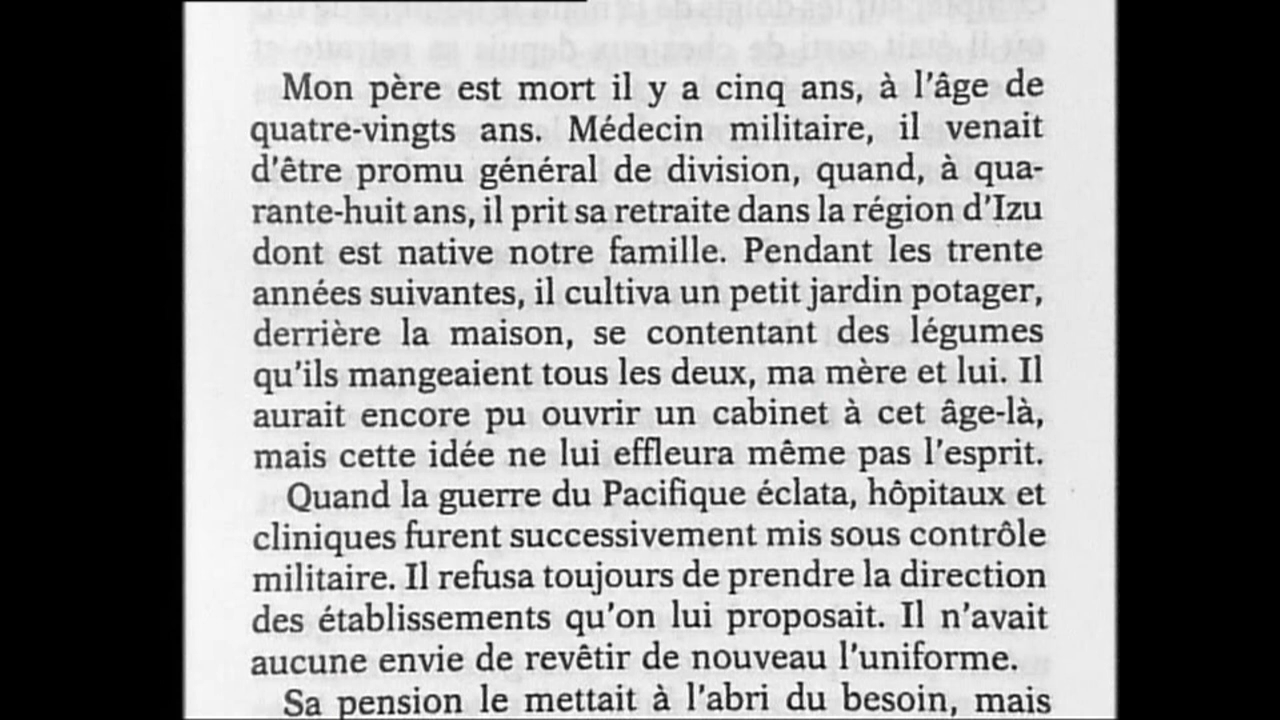 Mon père est mort il y a cinq ans, à l'âge de
quatre-vingts ans. Médecin militaire, il venait
d'être promu général de division, quand, à qua-
rante-huit ans, il prit sa retraite dans la région d'Izu
dont est native notre famille. Pendant les trente
années suivantes, il cultiva un petit jardin potager,
derrière la maison, se contentant des légumes
qu'ils mangeaient tous les deux, ma mère et lui. Il
aurait encore pu ouvrir un cabinet à cet âge-là,
mais cette idée ne lui effleura même pas l'esprit.
Quand la guerre du Pacifique éclata, hôpitaux et
cliniques furent successivement mis sous contrôle
militaire. Il refusa toujours de prendre la direction
des établissements qu'on lui proposait. Il n'avait
aucune envie de revêtir de nouveau l'uniforme.
Sa pension le mettait à l'abri du besoin, mais